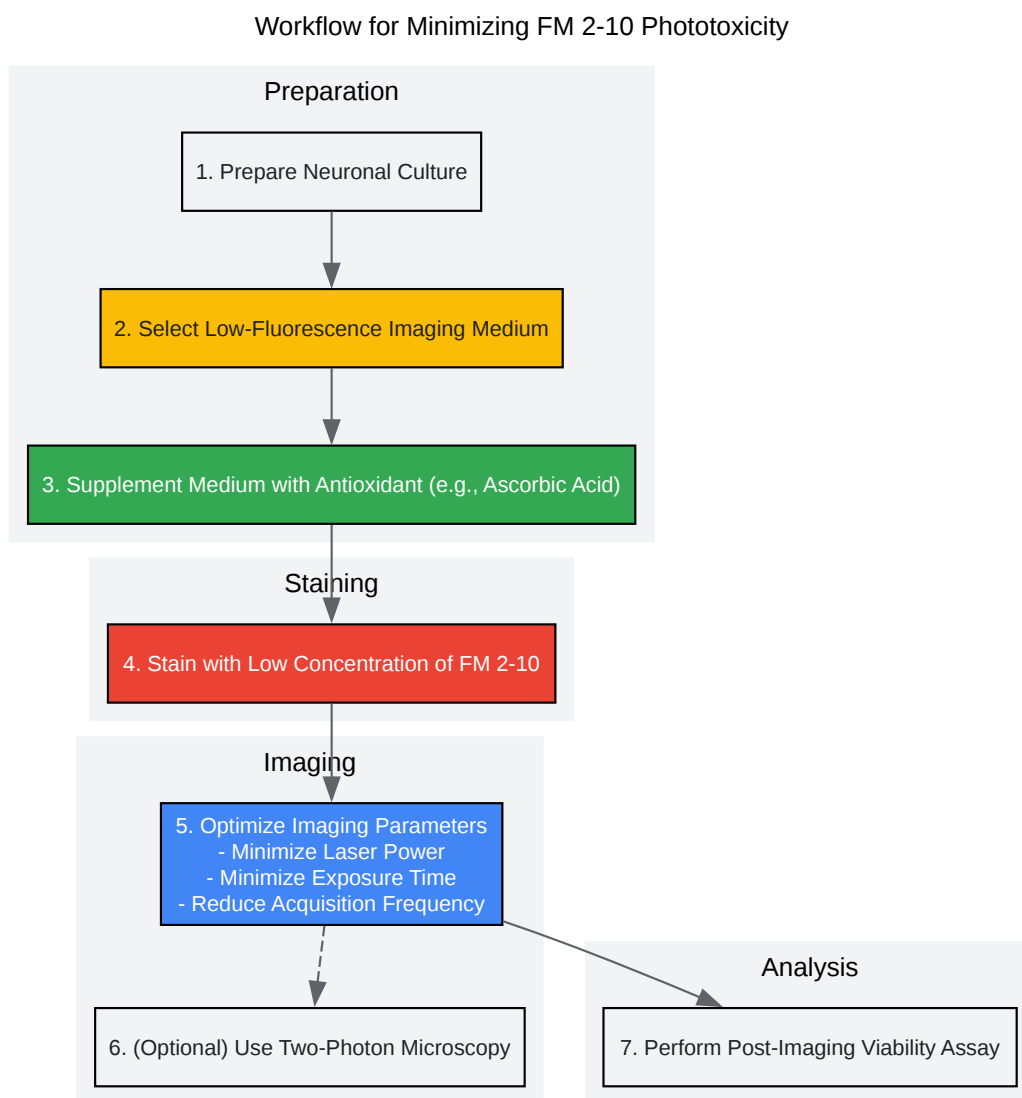 Workflow for Minimizing FM 2-10 Phototoxicity
Preparation
1. Prepare Neuronal Culture
2. Select Low-Fluorescence Imaging Medium
3. Supplement Medium with Antioxidant (e.g., Ascorbic Acid)
Staining
4. Stain with Low Concentration of FM 2-10
Imaging
5. Optimize Imaging Parameters
- Minimize Laser Power
- Minimize Exposure Time
- Reduce Acquisition Frequency
6. (Optional) Use Two-Photon Microscopy
Analysis
7. Perform Post-Imaging Viability Assay